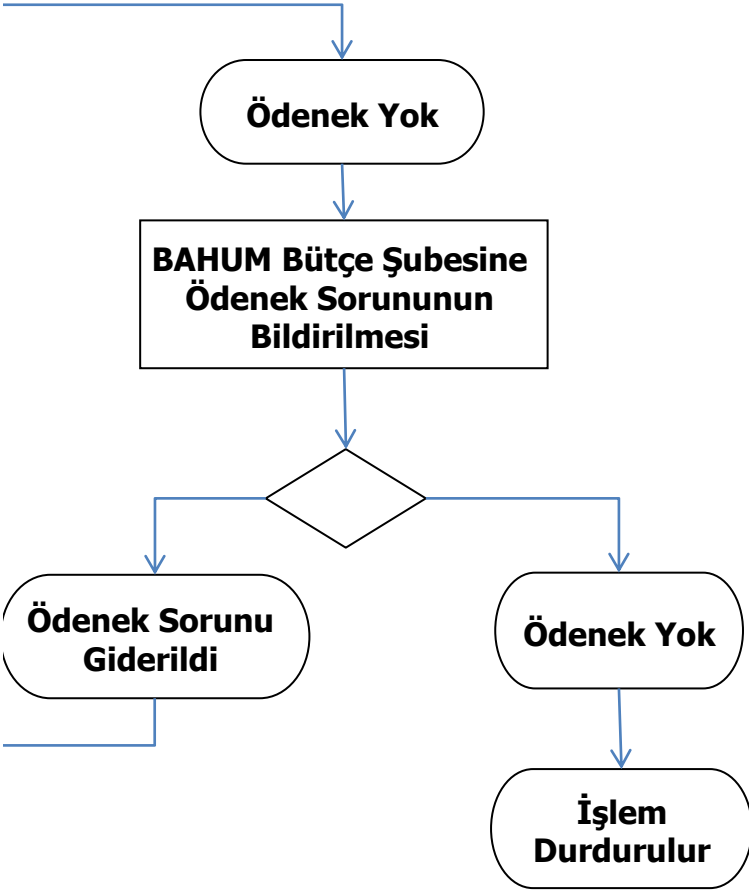 Ödenek Yok
BAHUM Bütçe Şubesine
Ödenek Sorununun
Bildirilmesi
Ödenek Sorunu
Giderildi
Ödenek Yok
İşlem
Durdurulur